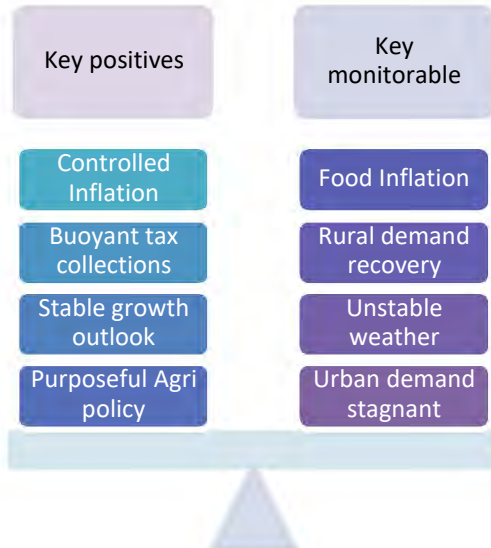 Key positives
Key
monitorable
Controlled
Inflation
Buoyant tax
collections
Stable growth
outlook
Purposeful Agri
policy
Food Inflation
Rural demand
recovery
Unstable
weather
Urban demand
stagnant